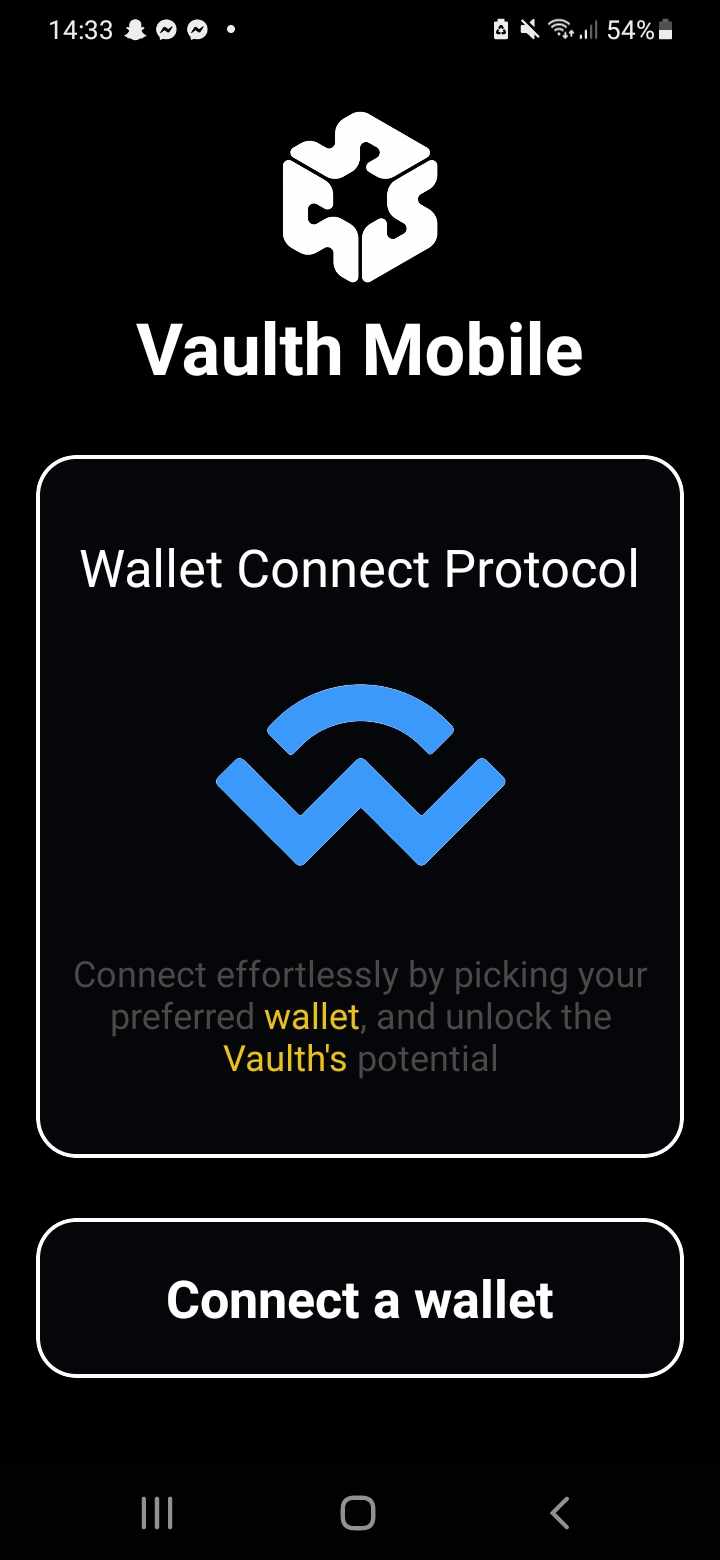 14:33
54%
Vaulth Mobile
Wallet Connect Protocol
Connect effortlessly by picking your
preferred wallet, and unlock the
Vaulth's potential
Connect a wallet